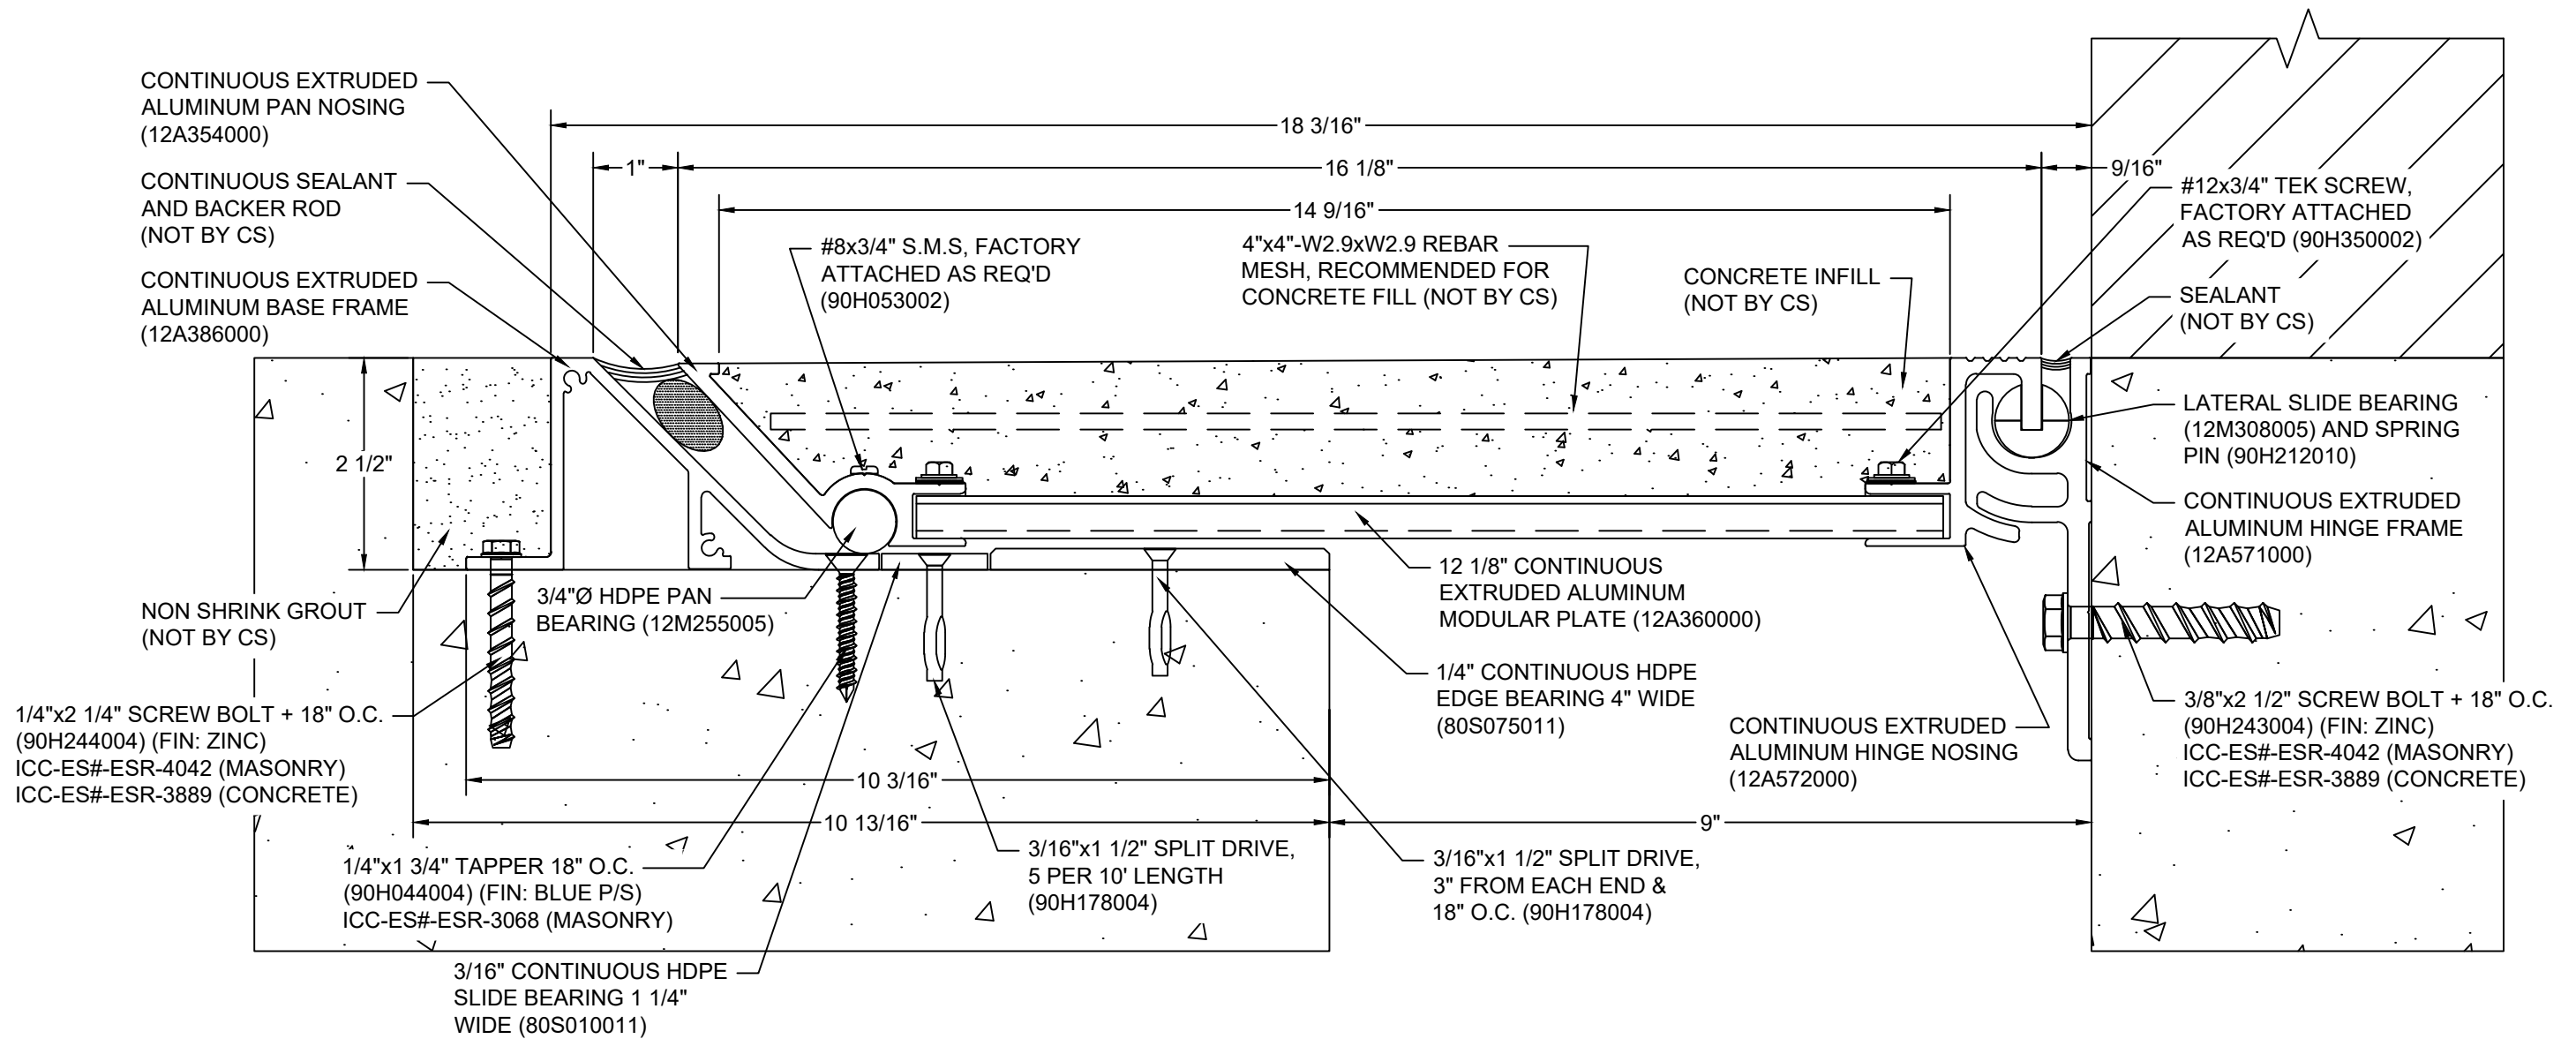 CONTINUOUS EXTRUDED
ALUMINUM PAN NOSING
(12A354000)
CONTINUOUS SEALANT
AND BACKER ROD
(NOT BY CS)
CONTINUOUS EXTRUDED
ALUMINUM BASE FRAME
(12A386000)
18 3/16"
1"
16 1/8"
9/16"
14 9/16"
#8x3/4" S.M.S, FACTORY
ATTACHED AS REQ'D
(90H053002)
4"x4"-W2.9xW2.9 REBAR
MESH, RECOMMENDED FOR
CONCRETE FILL (NOT BY CS)
CONCRETE INFILL
(NOT BY CS)
#12x3/4" TEK SCREW,
FACTORY ATTACHED
AS REQ'D (90H350002)
SEALANT
(NOT BY CS)
LATERAL SLIDE BEARING
(12M308005) AND SPRING
PIN (90H212010)
CONTINUOUS EXTRUDED
ALUMINUM HINGE FRAME
(12A571000)
2 1/2"
NON SHRINK GROUT
(NOT BY CS)
3/4"Ø HDPE PAN
BEARING (12M255005)
12 1/8" CONTINUOUS
EXTRUDED ALUMINUM
MODULAR PLATE (12A360000)
1/4" CONTINUOUS HDPE
EDGE BEARING 4" WIDE
(80S075011)
CONTINUOUS EXTRUDED
ALUMINUM HINGE NOSING
(12A572000)
3/8"x2 1/2" SCREW BOLT + 18" O.C.
(90H243004) (FIN: ZINC)
ICC-ES#-ESR-4042 (MASONRY)
ICC-ES#-ESR-3889 (CONCRETE)
1/4"x2 1/4" SCREW BOLT + 18" O.C.
(90H244004) (FIN: ZINC)
ICC-ES#-ESR-4042 (MASONRY)
ICC-ES#-ESR-3889 (CONCRETE)
10 3/16"
10 13/16"
9"
1/4"x1 3/4" TAPPER 18" O.C.
(90H044004) (FIN: BLUE P/S)
ICC-ES#-ESR-3068 (MASONRY)
3/16"x1 1/2" SPLIT DRIVE,
5 PER 10' LENGTH
(90H178004)
3/16"x1 1/2" SPLIT DRIVE,
3" FROM EACH END &
18" O.C. (90H178004)
3/16" CONTINUOUS HDPE
SLIDE BEARING 1 1/4"
WIDE (80S010011)